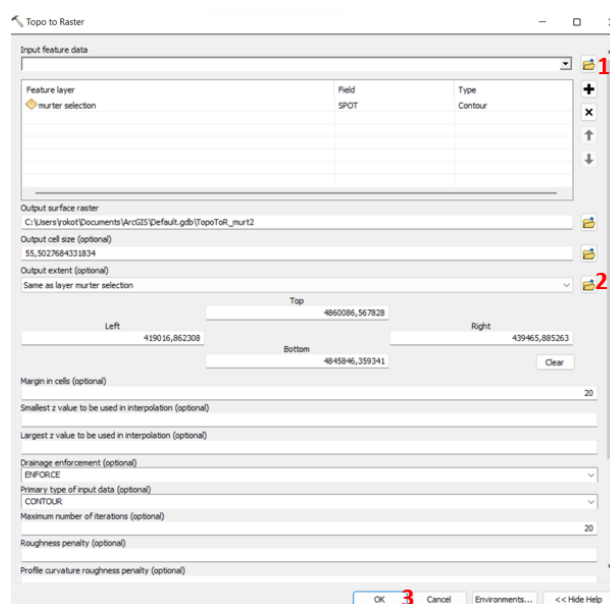 Topo to Raster
Input feature data
1
Feature layer Field Type
murter selection SPOT Contour
Output surface raster
C:\Users\rokot\Documents\ArcGIS\Default.gdb\TopoToR_murt2
Output cell size (optional)
55,5027684331834
Output extent (optional)
Same as layer murter selection
2
Top
4860086,567828
Left Right
419016,862308 439465,885263
Bottom
4845846,359341 Clear
Margin in cells (optional)
20
Smallest z value to be used in interpolation (optional)
Largest z value to be used in interpolation (optional)
Drainage enforcement (optional)
ENFORCE
Primary type of input data (optional)
CONTOUR
Maximum number of iterations (optional)
20
Roughness penalty (optional)
Profile curvature roughness penalty (optional)
OK 3 Cancel Environments... << Hide Help